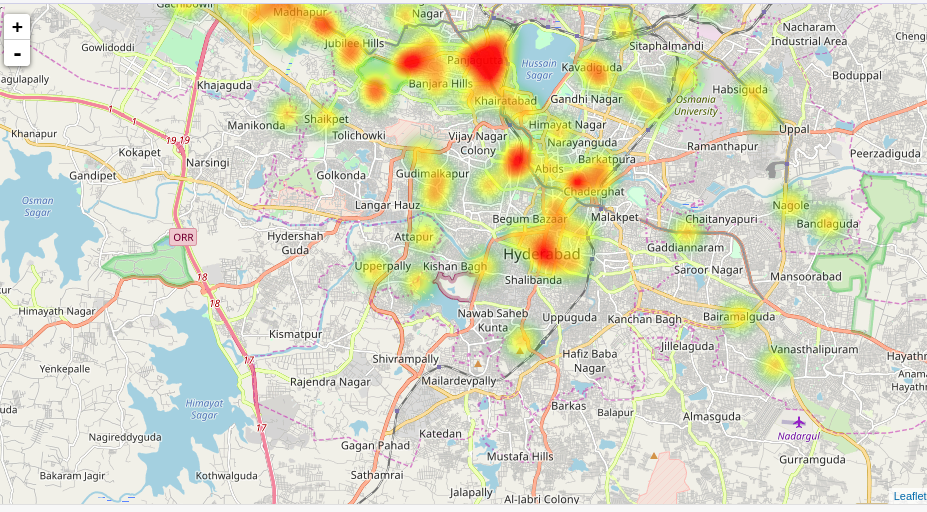 +
-
Gachibowli
Madhapur
Nagar
Nacharam
Industrial Area
Gowlidoddi
Jubilee Hills
Sitaphalmandi
Hussain
Sagar
Kavadiguda
Boduppal
Khajaguda
Banjara Hills
Habsiguda
Khairatabad
Gandhi Nagar
Osmania
University
1
Manikonda
Shaikpet
Himayat Nagar
Uppal
Khanapur
19
19
Tolichowki
Vijay Nagar
Colony
Narayanguda
Ramanthapur
Kokapet
Narsingi
Barkatpura
Peerzadiguda
Gandipet
Golkonda
Gudimalkapur
Abids
Chaderghat
1
Osman
Sagar
Langar Hauz
Begum Bazaar
Malakpet
Chaitanyapuri
Nagole
Bandlaguda
ORR
Hydershah
Guda
Attapur
Gaddiannaram
Hyderabad
Upperpally
Kishan Bagh
Saroor Nagar
Mansoorabad
18
Shalibanda
18
Himayath Nagar
Nawab Saheb
Kunta
Uppuguda
Kanchan Bagh
Bairamalguda
Kismatpur
Jillelaguda
Vanasthalipuram
17
Shivrampally
Hafiz Baba
Nagar
Yenkepalle
Rajendra Nagar
Mailardevpally
Himayat
Sagar
Barkas
Balapur
Almasguda
17
Nagireddyguda
Katedan
Nadargul
Gagan Pahad
Mustafa Hills
Gurramguda
Bakaram Jagir
Kothwalguda
Sathamrai
Jalapally
Al-Jabri Colony
Leaflet